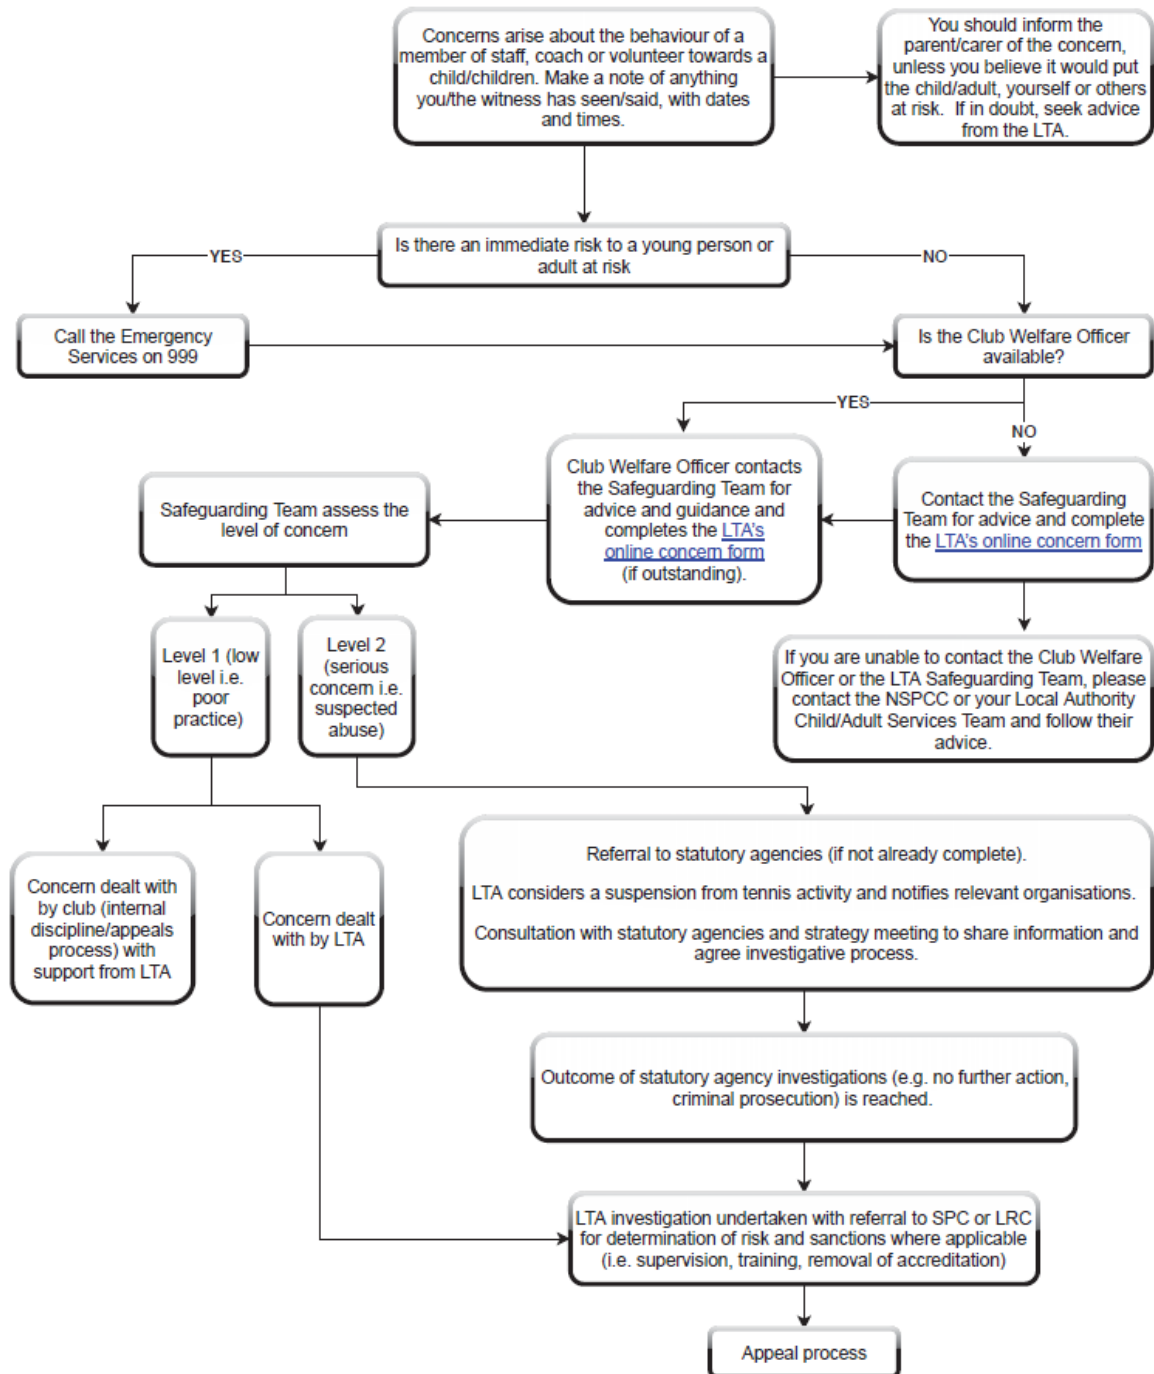 Concerns arise about the behaviour of a
member of staff, coach or volunteer towards a
child/children. Make a note of anything
you/the witness has seen/said, with dates
and times.
You should inform the
parent/carer of the concern,
unless you believe it would put
the child/adult, yourself or others
at risk. If in doubt, seek advice
from the LTA.
Is there an immediate risk to a young person or
adult at risk
YES
NO
Call the Emergency
Services on 999
Is the Club Welfare Officer
available?
YES
NO
Club Welfare Officer contacts
the Safeguarding Team for
advice and guidance and
completes the LTA's
online concern form
(if outstanding).
Contact the Safeguarding
Team for advice and complete
the LTA's online concern form
Safeguarding Team assess the
level of concern
Level 1 (low
level i.e.
poor
practice)
Level 2
(serious
concern i.e.
suspected
abuse)
If you are unable to contact the Club Welfare
Officer or the LTA Safeguarding Team, please
contact the NSPCC or your Local Authority
Child/Adult Services Team and follow their
advice.
Concern dealt with
by club (internal
discipline/appeals
process) with
support from LTA
Concern dealt
with by LTA
Referral to statutory agencies (if not already complete).
LTA considers a suspension from tennis activity and notifies relevant organisations.
Consultation with statutory agencies and strategy meeting to share information and
agree investigative process.
Outcome of statutory agency investigations (e.g. no further action,
criminal prosecution) is reached.
LTA investigation undertaken with referral to SPC or LRC
for determination of risk and sanctions where applicable
(i.e. supervision, training, removal of accreditation)
Appeal process